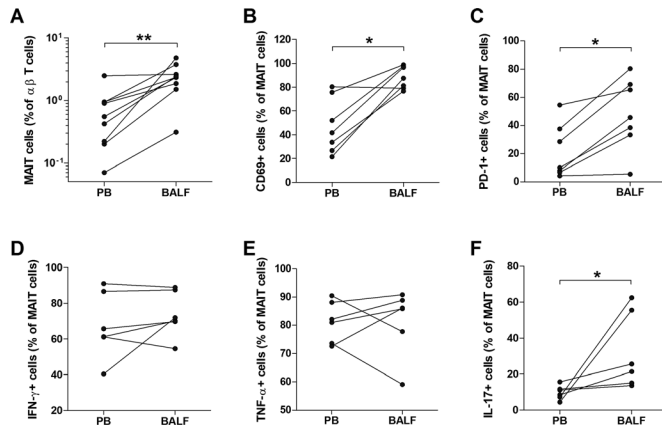 A
**
MAIT cells (% of αβ T cells)
10¹
10⁰
10⁻¹
PB
BALF
B
*
CD69+ cells (% of MAIT cells)
120
100
80
60
40
20
0
PB
BALF
C
*
PD-1+ cells (% of MAIT cells)
100
80
60
40
20
0
PB
BALF
D
IFN-γ+ cells (% of MAIT cells)
100
80
60
40
20
PB
BALF
E
TNF-α+ cells (% of MAIT cells)
100
90
80
70
60
50
PB
BALF
F
*
IL-17+ cells (% of MAIT cells)
80
60
40
20
0
PB
BALF